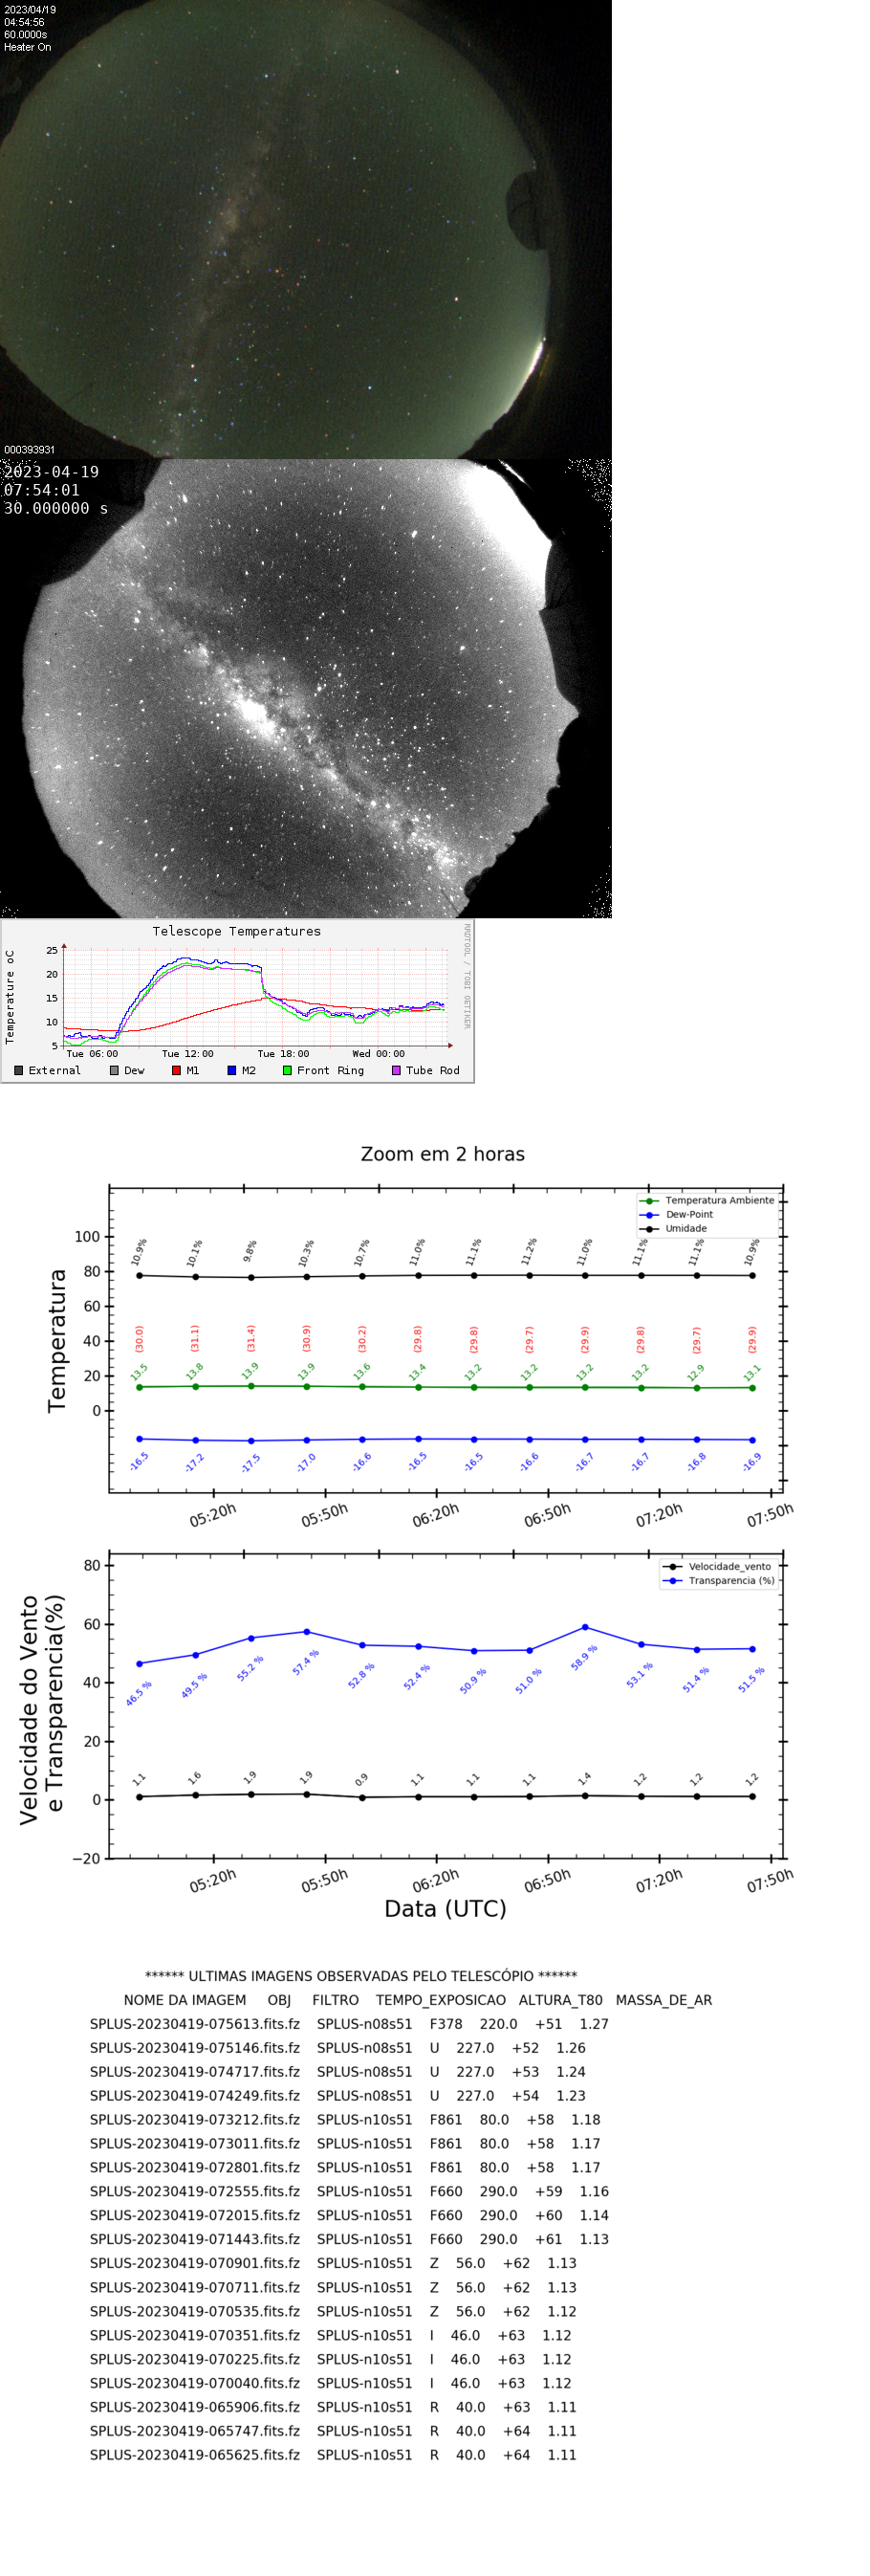 2023/04/19
04:54:56
60.0000s
Heater On
000393931
2023-04-19
07:54:01
30.000000 s
Telescope Temperatures
RRDTOOL / TOBI OETIKER
Temperature oC
25
20
15
10
5
Tue 06:00 Tue 12:00 Tue 18:00 Wed 00:00
External Dew M1 M2 Front Ring Tube Rod
Zoom em 2 horas
Temperatura Ambiente
Dew-Point
Umidade
Temperatura
100
80
60
40
20
0
10.9% 10.1% 9.8% 10.3% 10.7% 11.0% 11.1% 11.2% 11.0% 11.1% 11.1% 10.9%
(30.0) (31.1) (31.4) (30.9) (30.2) (29.8) (29.8) (29.7) (29.9) (29.8) (29.7) (29.9)
13.5 13.8 13.9 13.9 13.6 13.4 13.2 13.2 13.2 13.2 12.9 13.1
-16.5 -17.2 -17.5 -17.0 -16.6 -16.5 -16.5 -16.6 -16.7 -16.7 -16.8 -16.9
05:20h 05:50h 06:20h 06:50h 07:20h 07:50h
Velocidade_vento
Transparencia (%)
Velocidade do Vento
e Transparencia(%)
80
60
40
20
0
−20
46.5 % 49.5 % 55.2 % 57.4 % 52.8 % 52.4 % 50.9 % 51.0 % 58.9 % 53.1 % 51.4 % 51.5 %
1.1 1.6 1.9 1.9 0.9 1.1 1.1 1.1 1.4 1.2 1.2 1.2
05:20h 05:50h 06:20h 06:50h 07:20h 07:50h
Data (UTC)
****** ULTIMAS IMAGENS OBSERVADAS PELO TELESCÓPIO ******
NOME DA IMAGEM OBJ FILTRO TEMPO_EXPOSICAO ALTURA_T80 MASSA_DE_AR
SPLUS-20230419-075613.fits.fz SPLUS-n08s51 F378 220.0 +51 1.27
SPLUS-20230419-075146.fits.fz SPLUS-n08s51 U 227.0 +52 1.26
SPLUS-20230419-074717.fits.fz SPLUS-n08s51 U 227.0 +53 1.24
SPLUS-20230419-074249.fits.fz SPLUS-n08s51 U 227.0 +54 1.23
SPLUS-20230419-073212.fits.fz SPLUS-n10s51 F861 80.0 +58 1.18
SPLUS-20230419-073011.fits.fz SPLUS-n10s51 F861 80.0 +58 1.17
SPLUS-20230419-072801.fits.fz SPLUS-n10s51 F861 80.0 +58 1.17
SPLUS-20230419-072555.fits.fz SPLUS-n10s51 F660 290.0 +59 1.16
SPLUS-20230419-072015.fits.fz SPLUS-n10s51 F660 290.0 +60 1.14
SPLUS-20230419-071443.fits.fz SPLUS-n10s51 F660 290.0 +61 1.13
SPLUS-20230419-070901.fits.fz SPLUS-n10s51 Z 56.0 +62 1.13
SPLUS-20230419-070711.fits.fz SPLUS-n10s51 Z 56.0 +62 1.13
SPLUS-20230419-070535.fits.fz SPLUS-n10s51 Z 56.0 +62 1.12
SPLUS-20230419-070351.fits.fz SPLUS-n10s51 I 46.0 +63 1.12
SPLUS-20230419-070225.fits.fz SPLUS-n10s51 I 46.0 +63 1.12
SPLUS-20230419-070040.fits.fz SPLUS-n10s51 I 46.0 +63 1.12
SPLUS-20230419-065906.fits.fz SPLUS-n10s51 R 40.0 +63 1.11
SPLUS-20230419-065747.fits.fz SPLUS-n10s51 R 40.0 +64 1.11
SPLUS-20230419-065625.fits.fz SPLUS-n10s51 R 40.0 +64 1.11